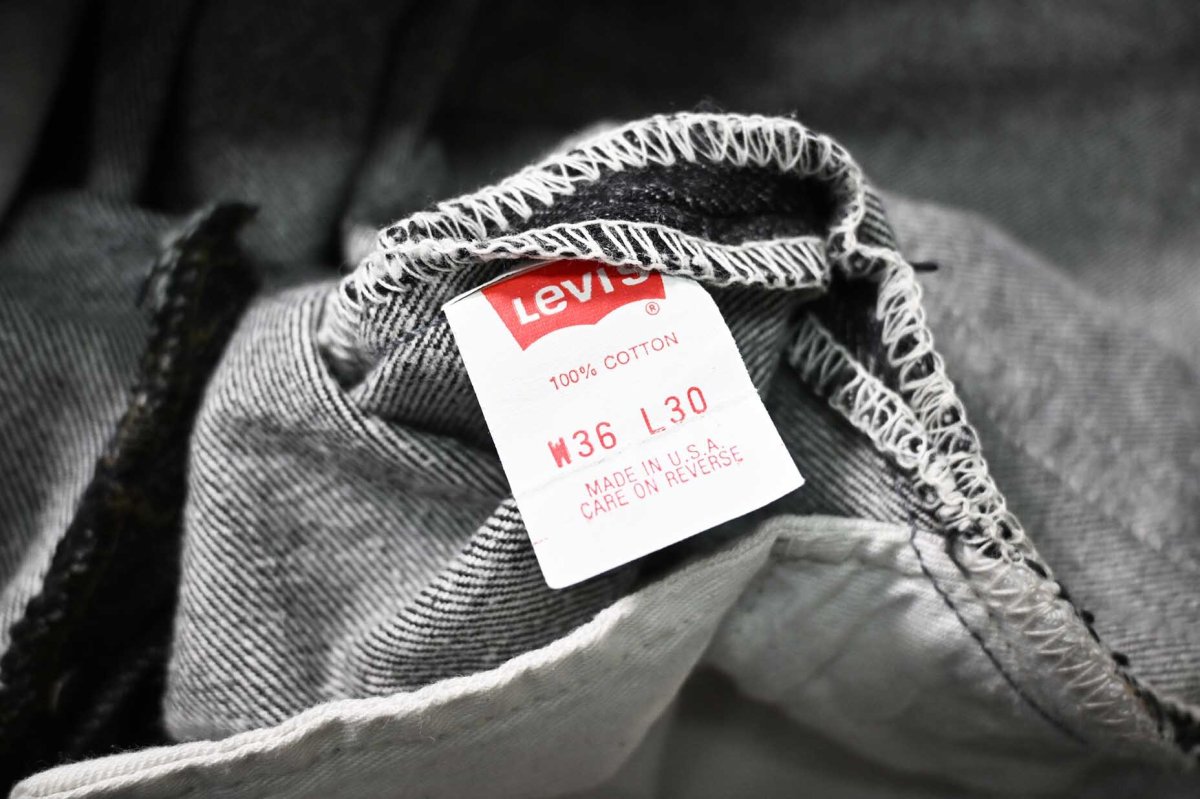 Levi's
®
100% COTTON
W36 L30
MADE IN U.S.A.
CARE ON REVERSE